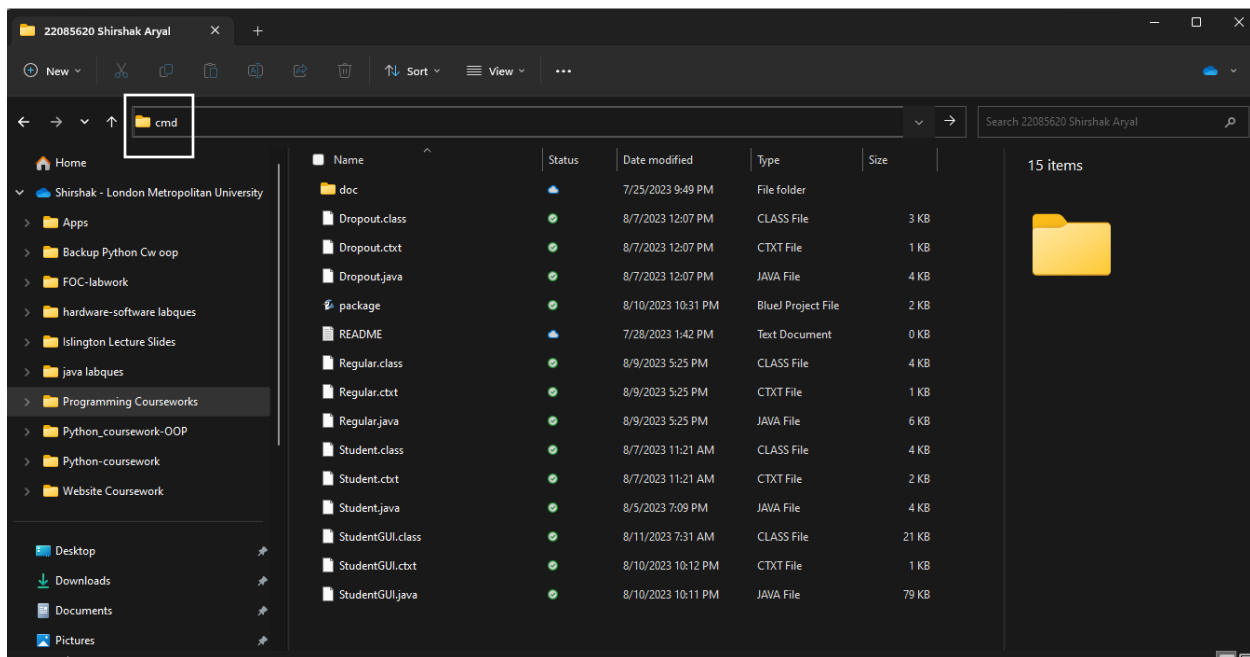 22085620 Shirshak Aryal
New
Sort
View
cmd
Search 22085620 Shirshak Aryal
Home
Shirshak - London Metropolitan University
Apps
Backup Python Cw oop
FOC-labwork
hardware-software labques
Islington Lecture Slides
java labques
Programming Courseworks
Python_coursework-OOP
Python-coursework
Website Coursework
Desktop
Downloads
Documents
Pictures
Name Status Date modified Type Size
doc 7/25/2023 9:49 PM File folder
Dropout.class 8/7/2023 12:07 PM CLASS File 3 KB
Dropout.ctxt 8/7/2023 12:07 PM CTXT File 1 KB
Dropout.java 8/7/2023 12:07 PM JAVA File 4 KB
package 8/10/2023 10:31 PM BlueJ Project File 2 KB
README 7/28/2023 1:42 PM Text Document 0 KB
Regular.class 8/9/2023 5:25 PM CLASS File 4 KB
Regular.ctxt 8/9/2023 5:25 PM CTXT File 1 KB
Regular.java 8/9/2023 5:25 PM JAVA File 6 KB
Student.class 8/7/2023 11:21 AM CLASS File 4 KB
Student.ctxt 8/7/2023 11:21 AM CTXT File 2 KB
Student.java 8/5/2023 7:09 PM JAVA File 4 KB
StudentGUI.class 8/11/2023 7:31 AM CLASS File 21 KB
StudentGUI.ctxt 8/10/2023 10:12 PM CTXT File 1 KB
StudentGUI.java 8/10/2023 10:11 PM JAVA File 79 KB
15 items